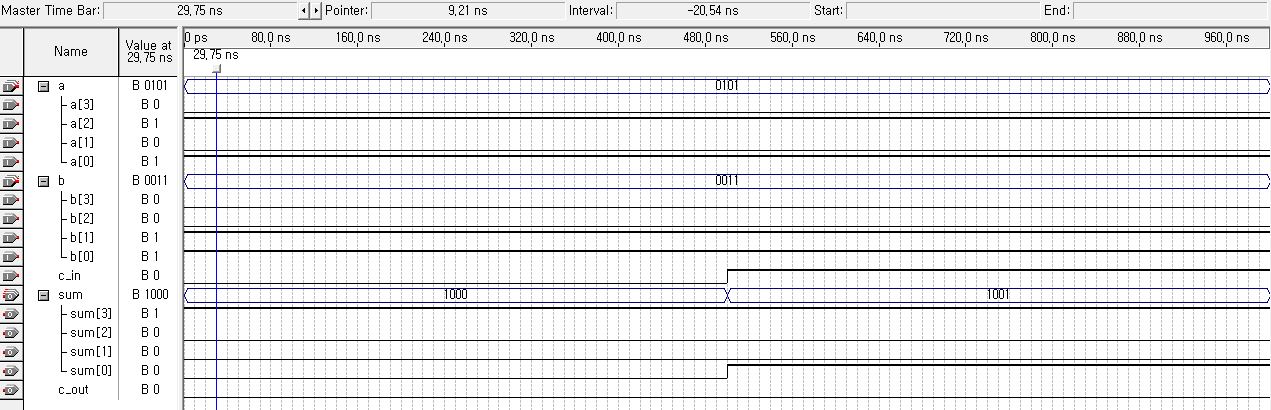 Master Time Bar: 29,75 ns Pointer: 9,21 ns Interval: -20,54 ns Start: End:
Name Value at 29,75 ns 0 ps 80,0 ns 160,0 ns 240,0 ns 320,0 ns 400,0 ns 480,0 ns 560,0 ns 640,0 ns 720,0 ns 800,0 ns 880,0 ns 960,0 ns
29,75 ns
a B 0101 0101
a[3] B 0
a[2] B 1
a[1] B 0
a[0] B 1
b B 0011 0011
b[3] B 0
b[2] B 0
b[1] B 1
b[0] B 1
c_in B 0
sum B 1000 1000 1001
sum[3] B 1
sum[2] B 0
sum[1] B 0
sum[0] B 0
c_out B 0